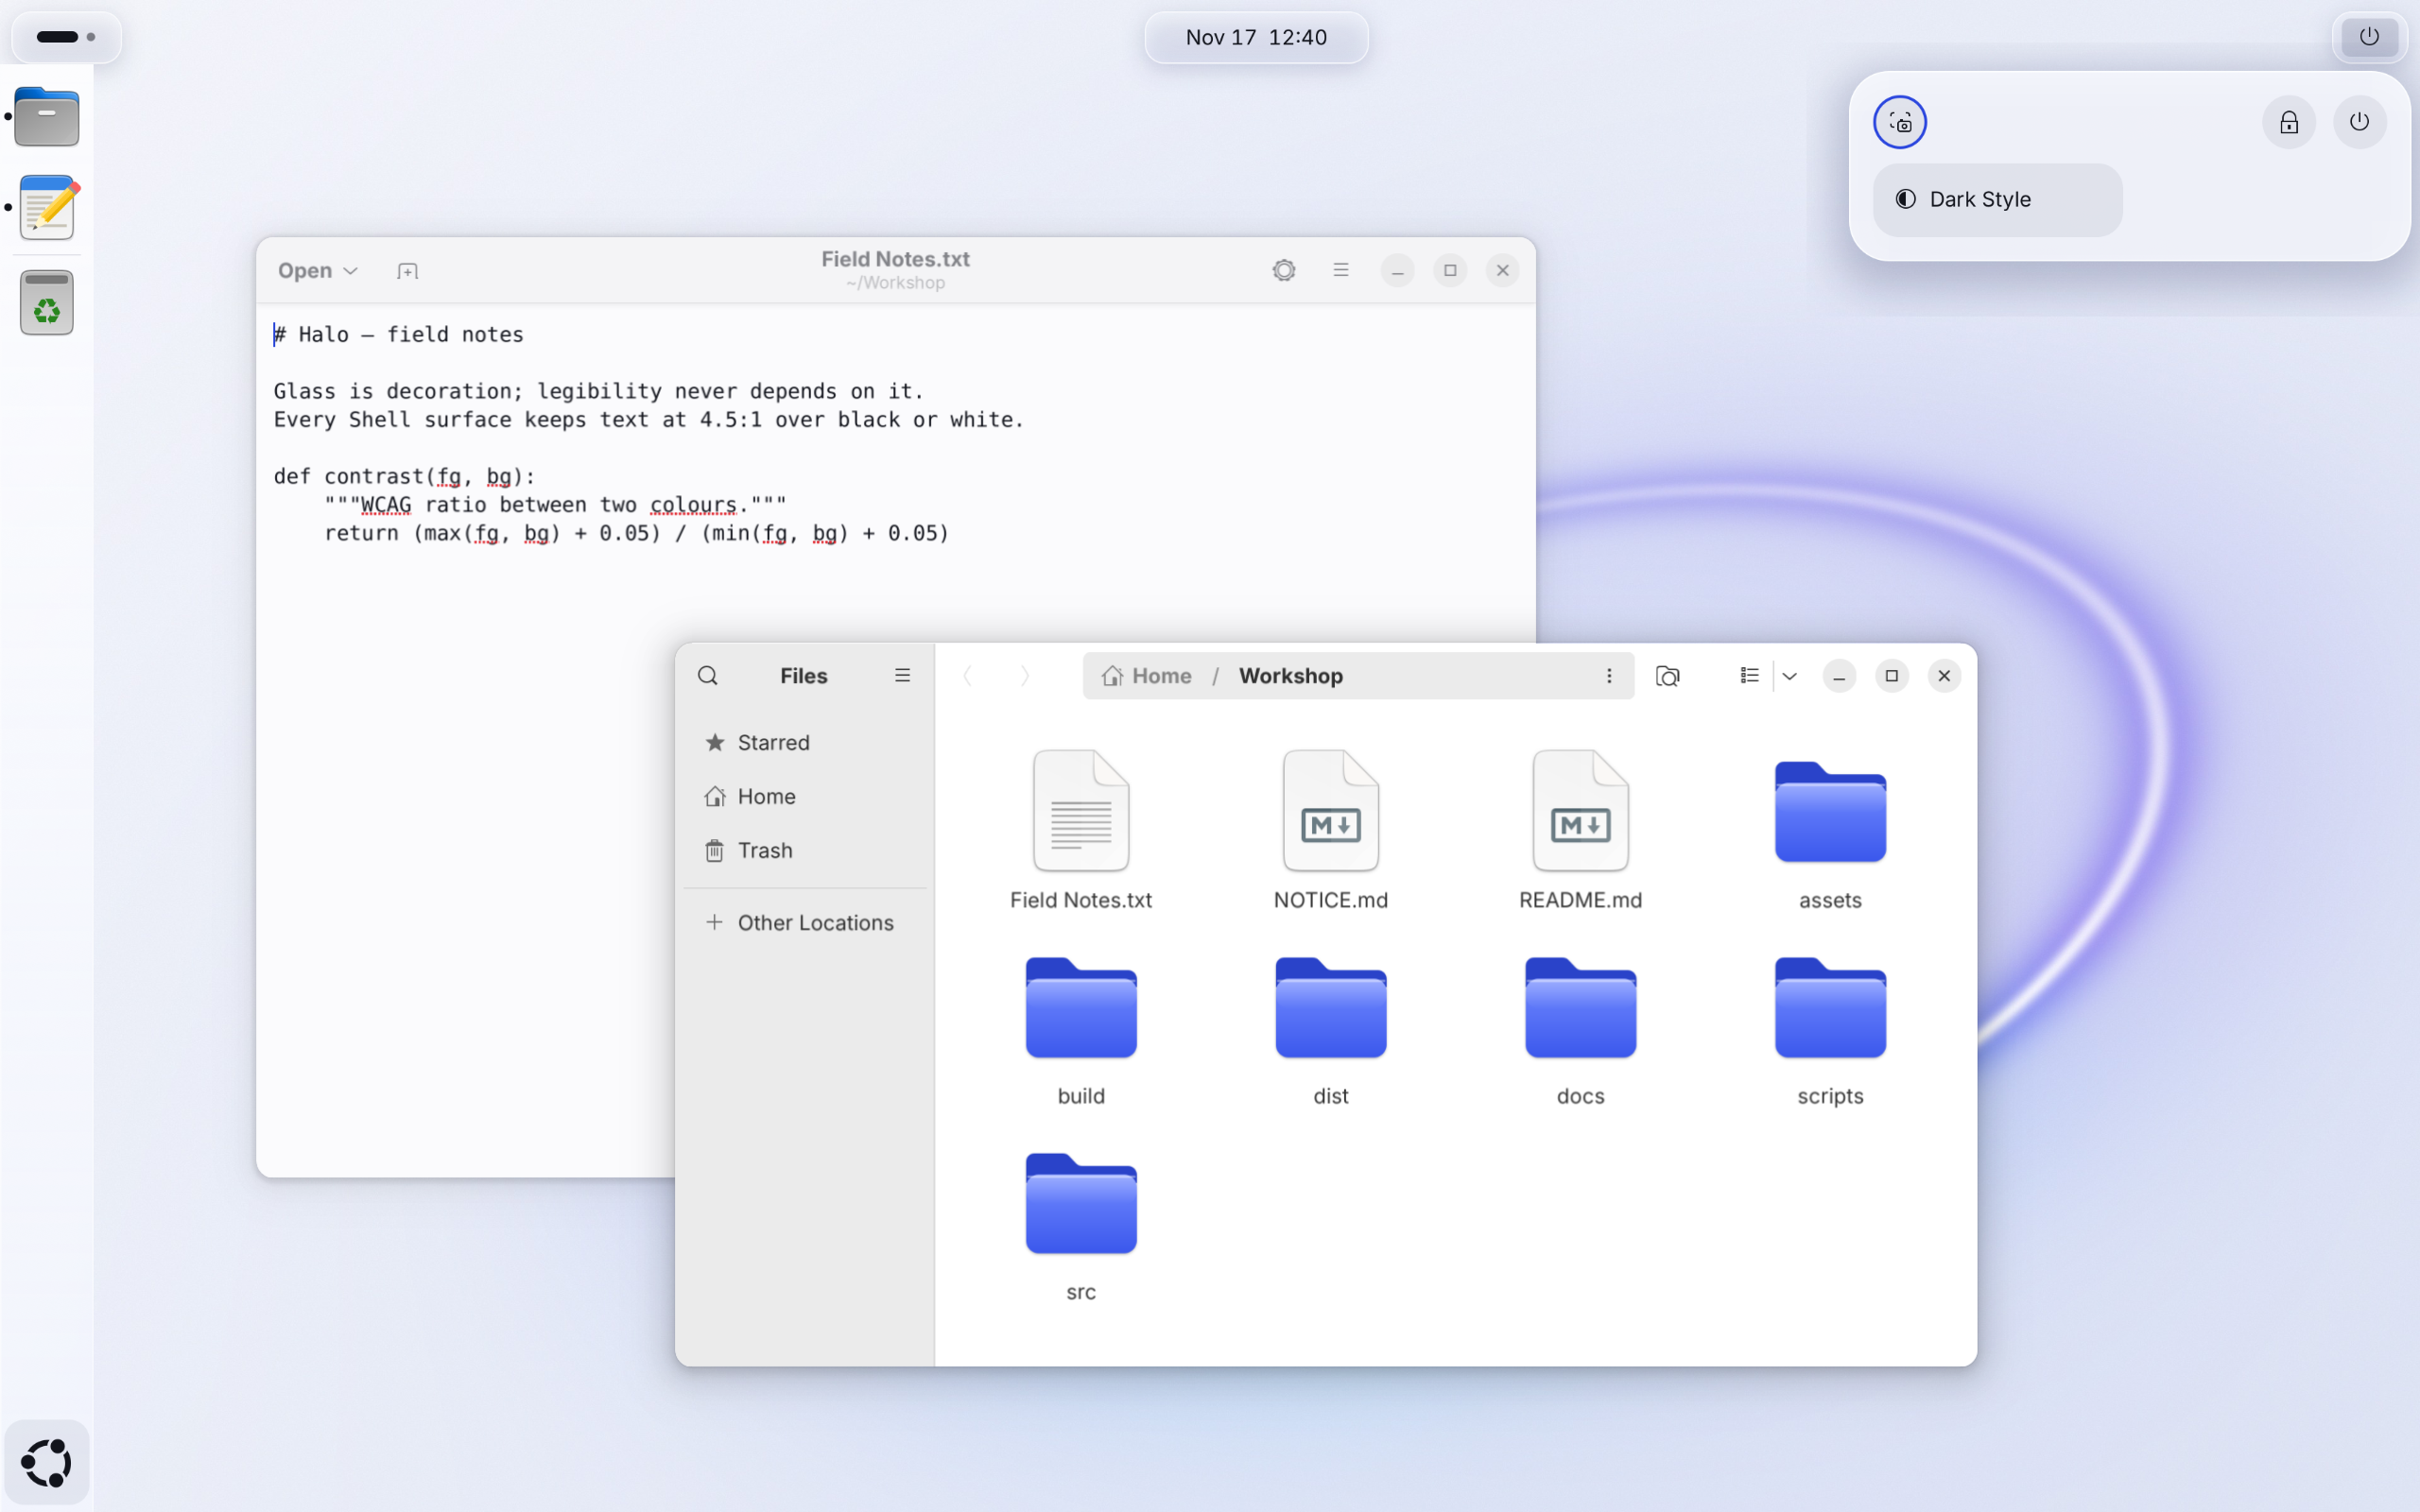 Nov 17 12:40
Dark Style
Open
Field Notes.txt
~/Workshop
# Halo — field notes
Glass is decoration; legibility never depends on it.
Every Shell surface keeps text at 4.5:1 over black or white.
def contrast(fg, bg):
"""WCAG ratio between two colours."""
return (max(fg, bg) + 0.05) / (min(fg, bg) + 0.05)
Files
Home / Workshop
Starred
Home
Trash
Other Locations
Field Notes.txt
M
NOTICE.md
M
README.md
assets
build
dist
docs
scripts
src